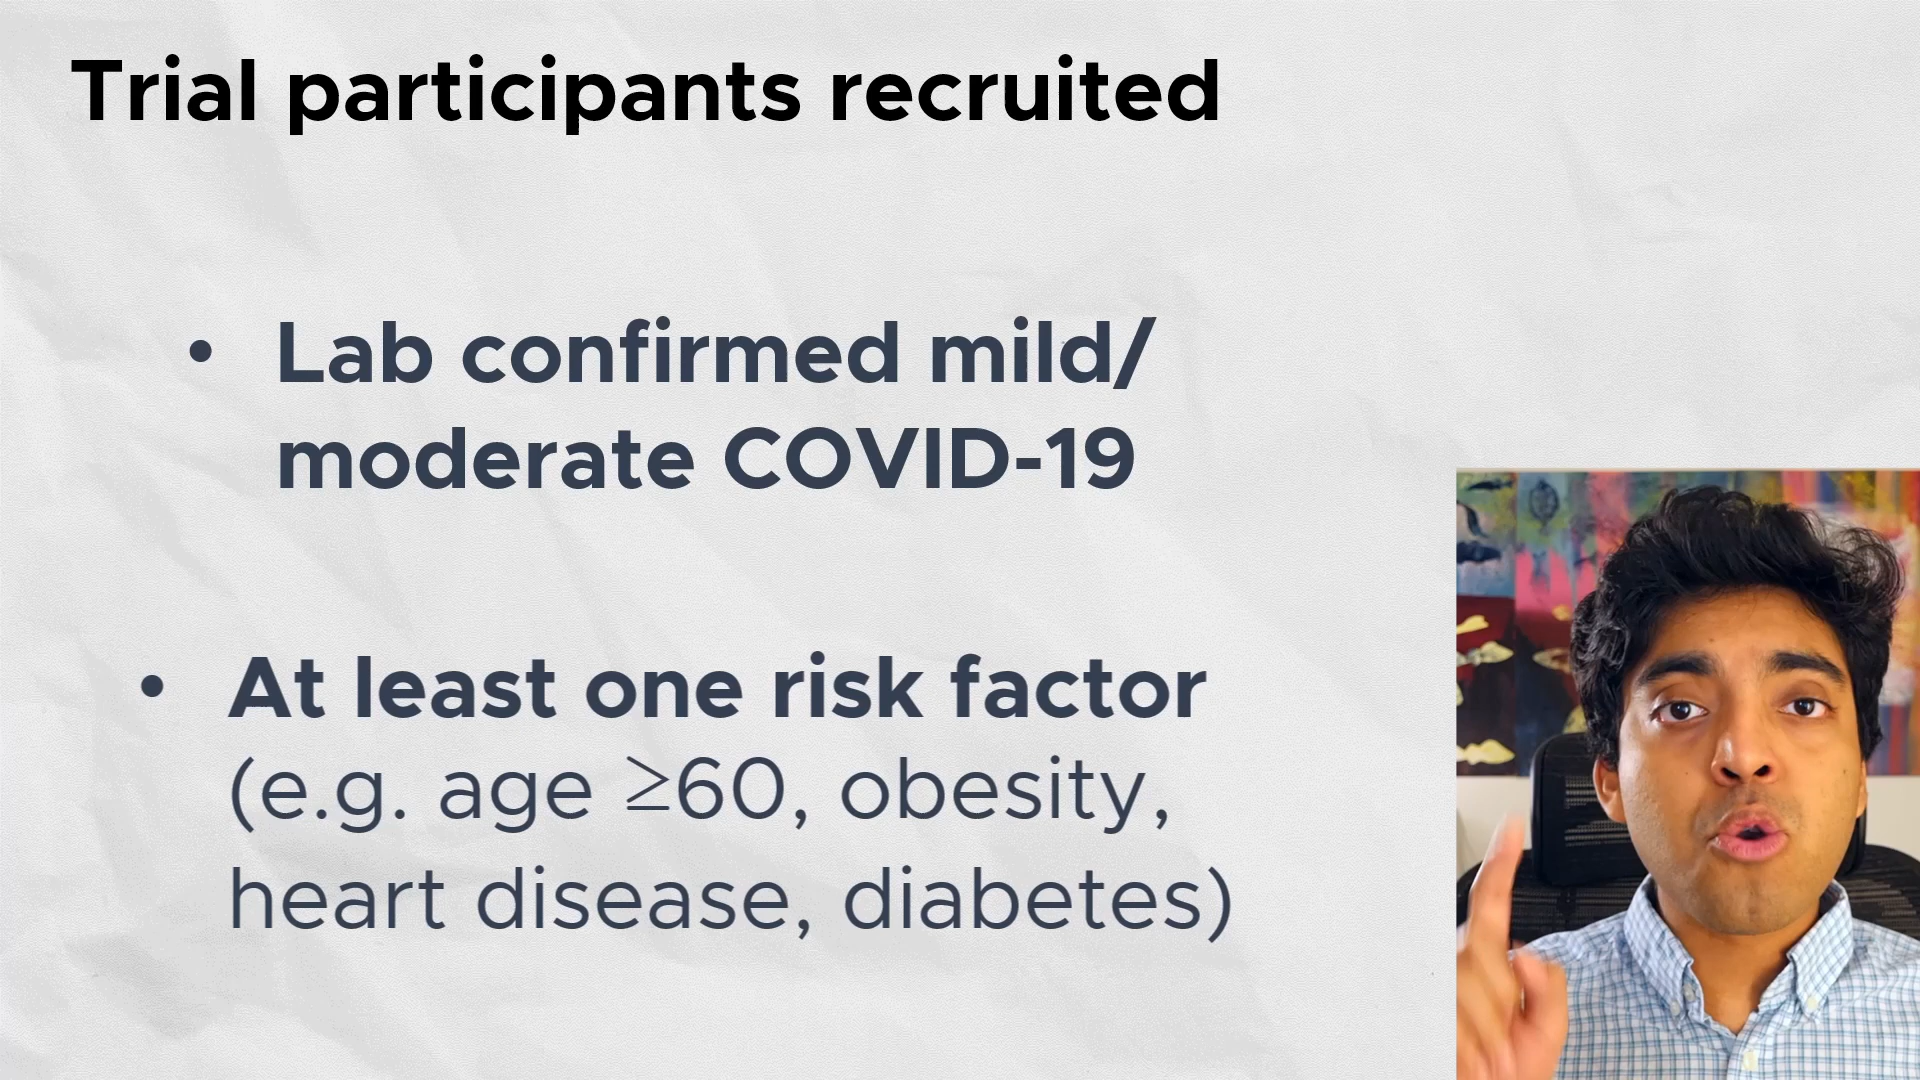 Trial participants recruited
• Lab confirmed mild/
moderate COVID-19
• At least one risk factor
(e.g. age ≥60, obesity,
heart disease, diabetes)